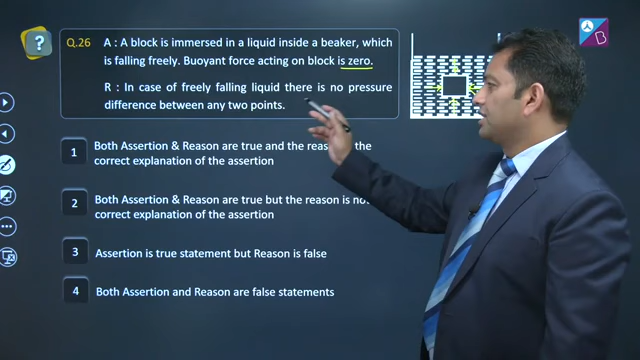 Q.26 A : A block is immersed in a liquid inside a beaker, which
is falling freely. Buoyant force acting on block is zero.
R : In case of freely falling liquid there is no pressure
difference between any two points.
1 Both Assertion & Reason are true and the reason is the
correct explanation of the assertion
2 Both Assertion & Reason are true but the reason is not
correct explanation of the assertion
3 Assertion is true statement but Reason is false
4 Both Assertion and Reason are false statements